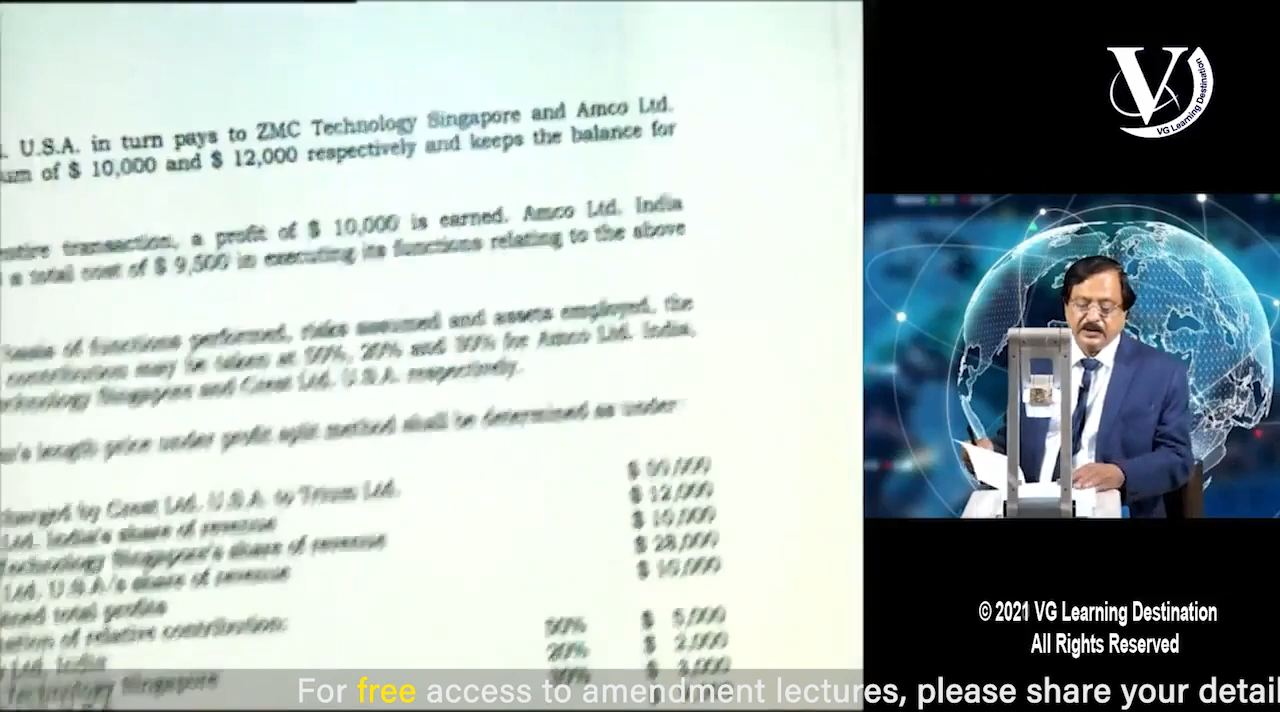 U.S.A. in turn pays to ZMC Technology Singapore and Amco Ltd.
um of $ 10,000 and $ 12,000 respectively and keeps the balance for
entire transaction, a profit of $ 10,000 is earned. Amco Ltd. India
a total cost of $ 9,500 in executing its functions relating to the above
of functions performed, risks assumed and assets employed, the
contribution may be taken at 50%, 20% and 30% for Amco Ltd. India,
Technology Singapore and Ltd. U.S.A. respectively.
length price under profit split method shall be determined as under
charged by Ltd. U.S.A. to Ltd.
Ltd. India's share of revenue $ 12,000
Technology Singapore's share of revenue $ 10,000
Ltd. U.S.A.'s share of revenue $ 28,000
total profits $ 10,000
of relative contribution:
Ltd. India 50% $ 5,000
Technology Singapore 20% $ 2,000
30% $ 3,000
V
VG Learning Destination
© 2021 VG Learning Destination
All Rights Reserved
For free access to amendment lectures, please share your detail